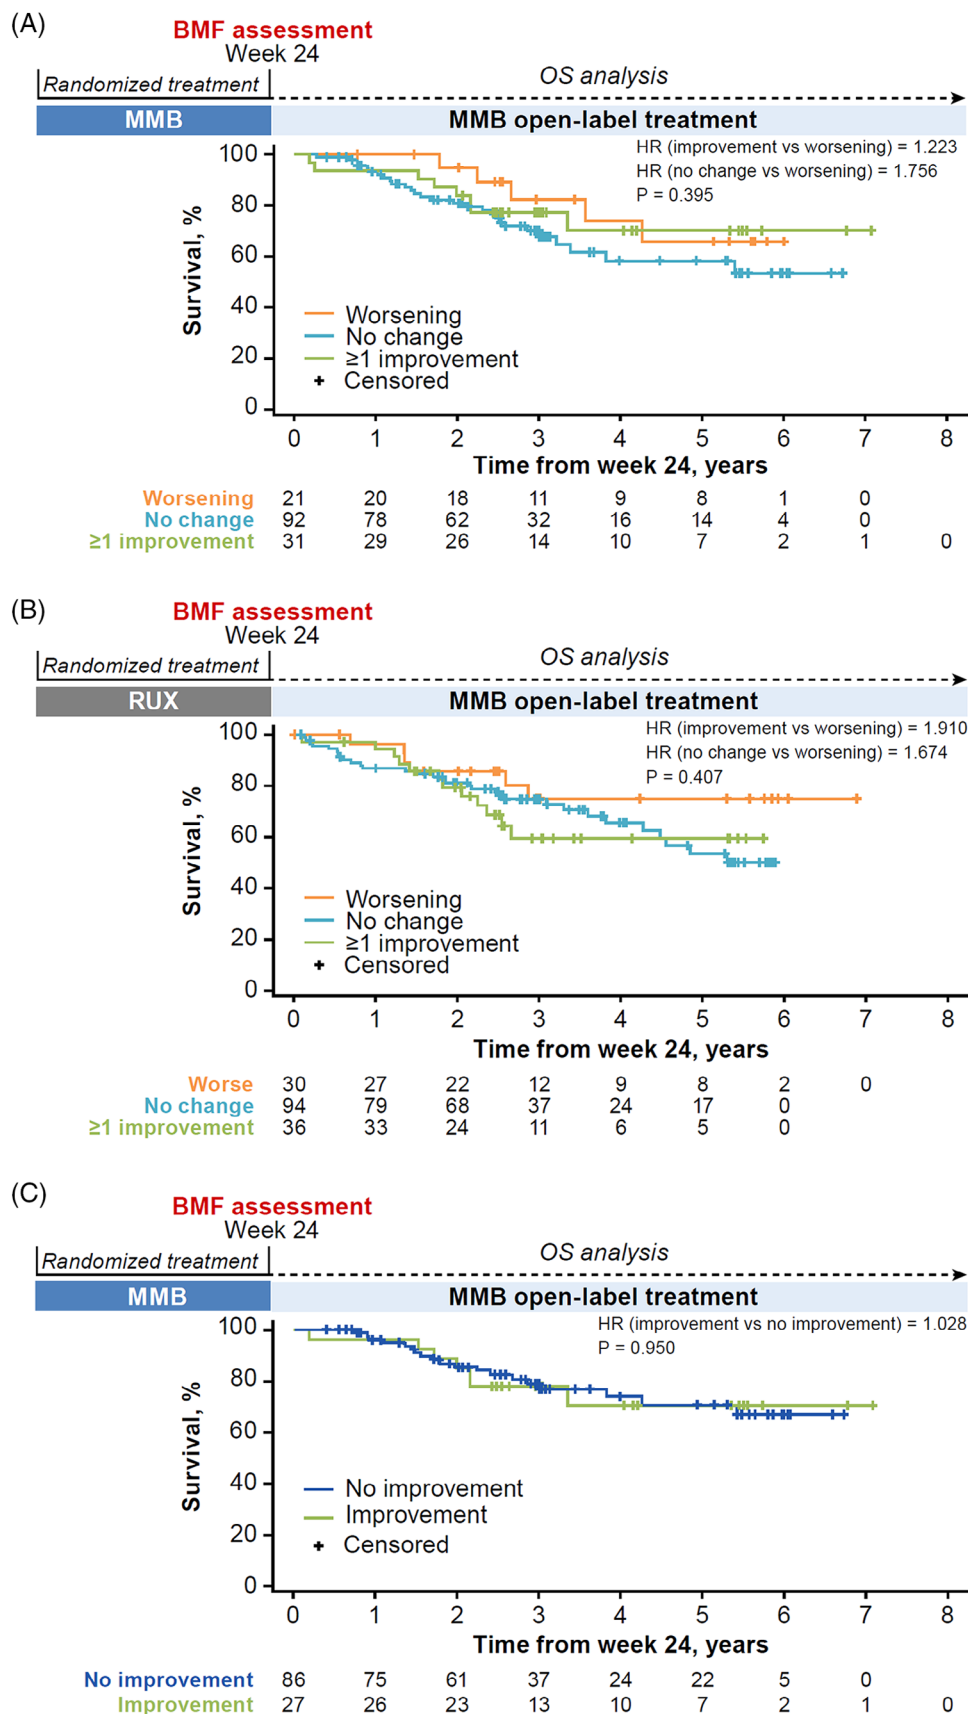 (A)
BMF assessment
Week 24
Randomized treatment
OS analysis
MMB
MMB open-label treatment
HR (improvement vs worsening) = 1.223
HR (no change vs worsening) = 1.756
P = 0.395
100
80
60
40
20
0
Survival, %
Worsening
No change
≥1 improvement
Censored
0 1 2 3 4 5 6 7 8
Time from week 24, years
Worsening 21 20 18 11 9 8 1 0
No change 92 78 62 32 16 14 4 0
≥1 improvement 31 29 26 14 10 7 2 1 0
(B)
BMF assessment
Week 24
Randomized treatment
OS analysis
RUX
MMB open-label treatment
HR (improvement vs worsening) = 1.910
HR (no change vs worsening) = 1.674
P = 0.407
100
80
60
40
20
0
Survival, %
Worsening
No change
≥1 improvement
Censored
0 1 2 3 4 5 6 7 8
Time from week 24, years
Worse 30 27 22 12 9 8 2 0
No change 94 79 68 37 24 17 0
≥1 improvement 36 33 24 11 6 5 0
(C)
BMF assessment
Week 24
Randomized treatment
OS analysis
MMB
MMB open-label treatment
HR (improvement vs no improvement) = 1.028
P = 0.950
100
80
60
40
20
0
Survival, %
No improvement
Improvement
Censored
0 1 2 3 4 5 6 7 8
Time from week 24, years
No improvement 86 75 61 37 24 22 5 0
Improvement 27 26 23 13 10 7 2 1 0